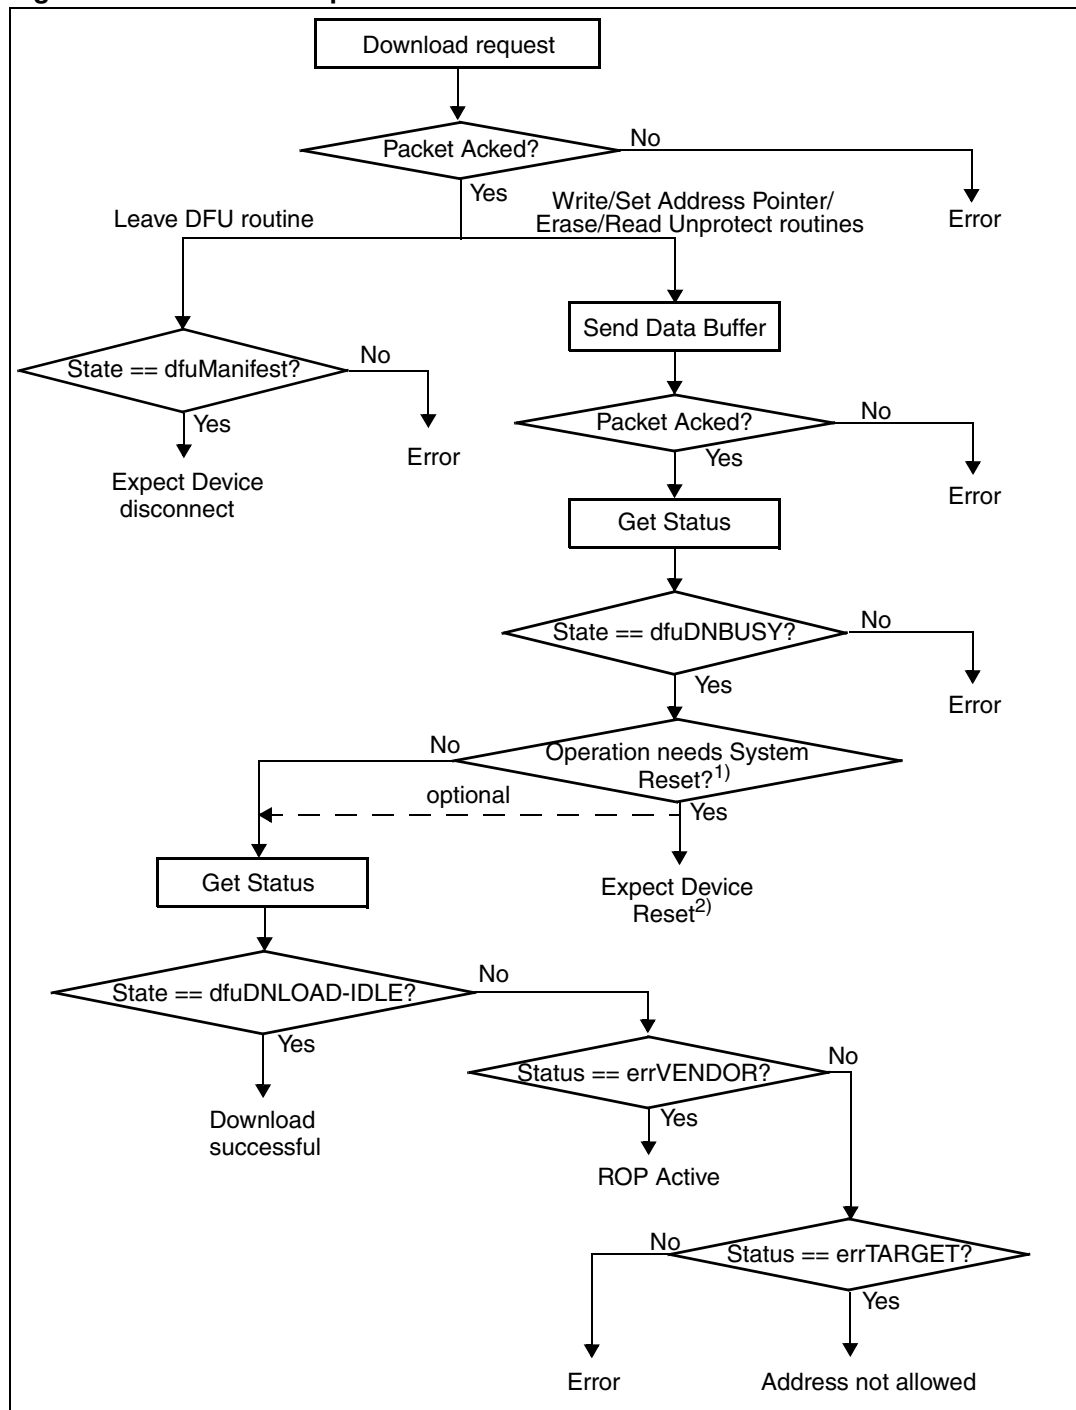 Download request
Packet Acked?
No
Yes
Error
Leave DFU routine
Write/Set Address Pointer/
Erase/Read Unprotect routines
State == dfuManifest?
No
Yes
Error
Expect Device
disconnect
Send Data Buffer
Packet Acked?
No
Yes
Error
Get Status
State == dfuDNBUSY?
No
Yes
Error
Operation needs System
Reset?1)
No
optional
Yes
Expect Device
Reset2)
Get Status
State == dfuDNLOAD-IDLE?
No
Yes
Download
successful
Status == errVENDOR?
No
Yes
ROP Active
Status == errTARGET?
No
Yes
Error
Address not allowed